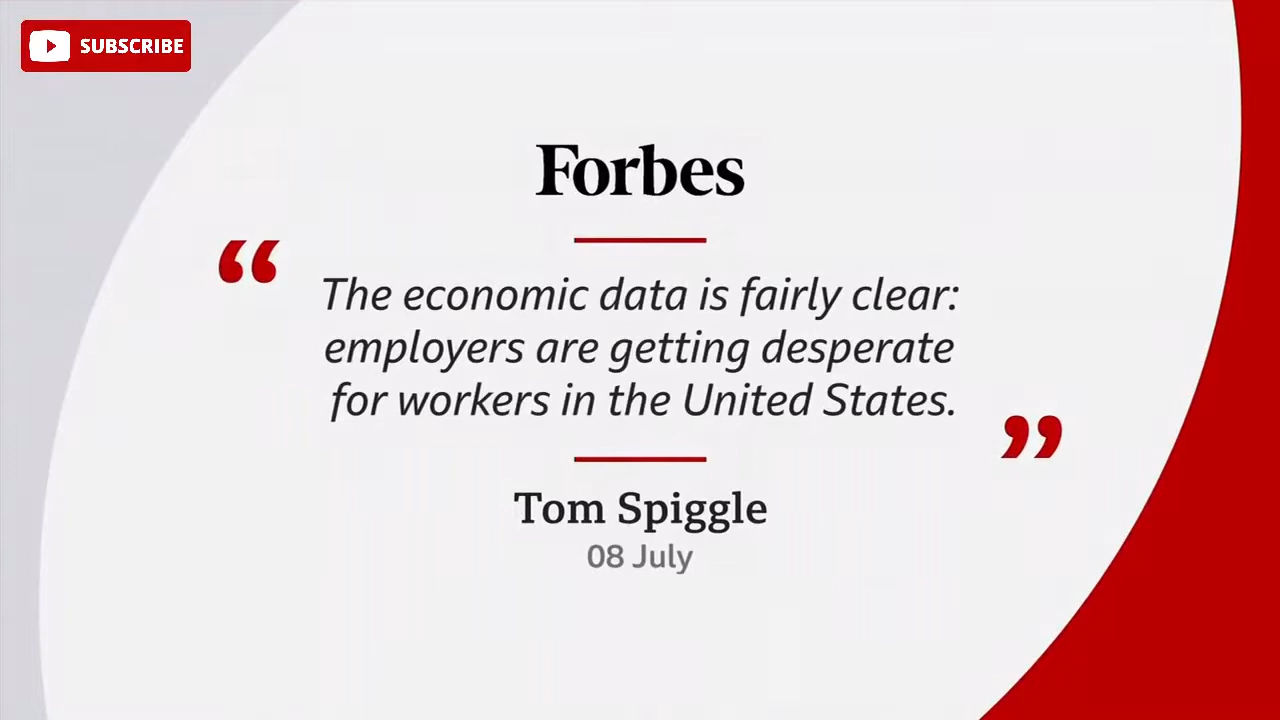 SUBSCRIBE
Forbes
“ The economic data is fairly clear:
employers are getting desperate
for workers in the United States. ”
Tom Spiggle
08 July